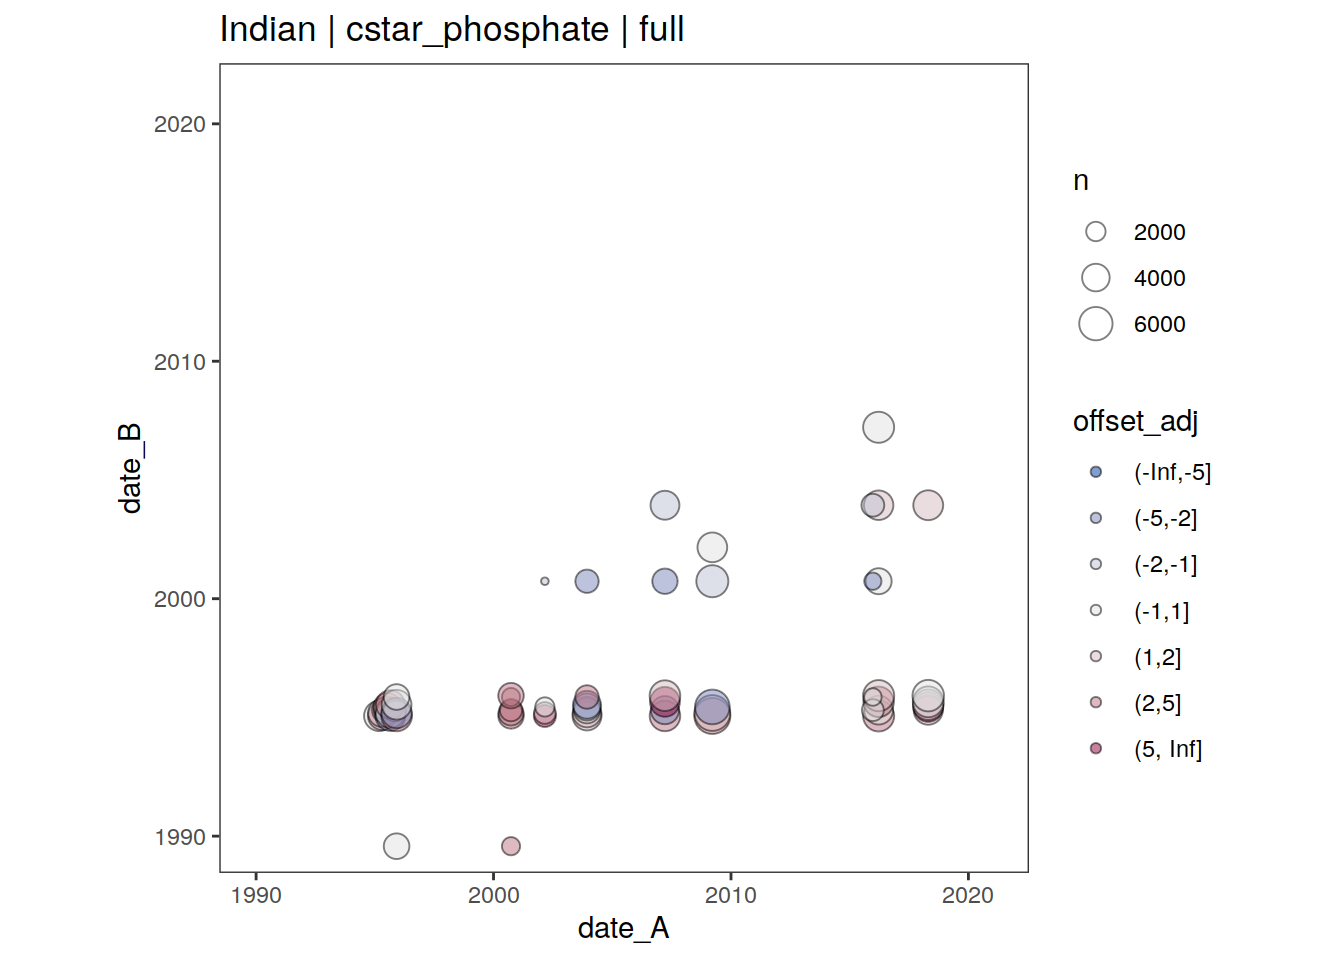 Indian | cstar_phosphate | full
2020
2010
2000
1990
date_B
1990
2000
2010
2020
date_A
n
2000
4000
6000
offset_adj
(-Inf,-5]
(-5,-2]
(-2,-1]
(-1,1]
(1,2]
(2,5]
(5, Inf]